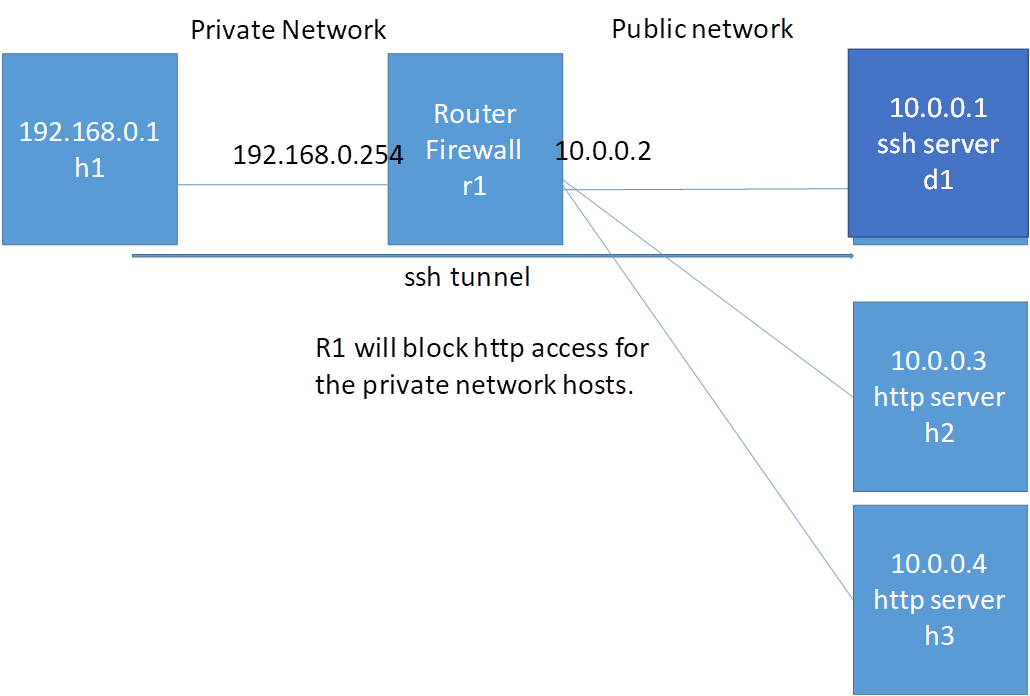 Private Network
Public network
192.168.0.1
h1
192.168.0.254
Router
Firewall
r1
10.0.0.2
10.0.0.1
ssh server
d1
ssh tunnel
R1 will block http access for
the private network hosts.
10.0.0.3
http server
h2
10.0.0.4
http server
h3